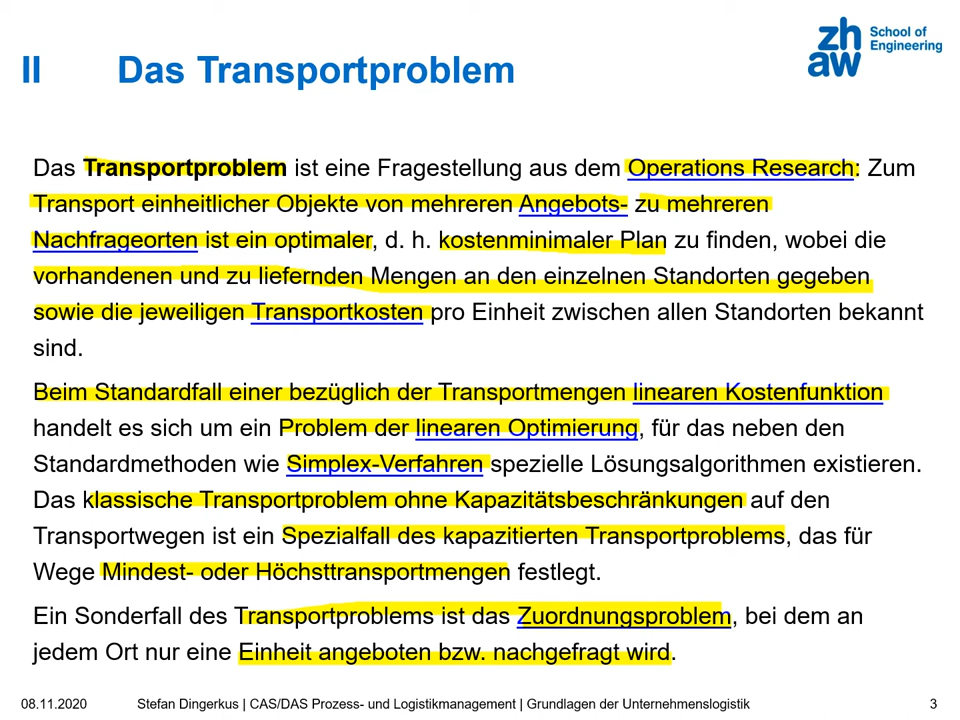 zh aw School of Engineering
II Das Transportproblem
Das Transportproblem ist eine Fragestellung aus dem Operations Research: Zum
Transport einheitlicher Objekte von mehreren Angebots- zu mehreren
Nachfrageorten ist ein optimaler, d. h. kostenminimaler Plan zu finden, wobei die
vorhandenen und zu liefernden Mengen an den einzelnen Standorten gegeben
sowie die jeweiligen Transportkosten pro Einheit zwischen allen Standorten bekannt
sind.
Beim Standardfall einer bezüglich der Transportmengen linearen Kostenfunktion
handelt es sich um ein Problem der linearen Optimierung, für das neben den
Standardmethoden wie Simplex-Verfahren spezielle Lösungsalgorithmen existieren.
Das klassische Transportproblem ohne Kapazitätsbeschränkungen auf den
Transportwegen ist ein Spezialfall des kapazitierten Transportproblems, das für
Wege Mindest- oder Höchsttransportmengen festlegt.
Ein Sonderfall des Transportproblems ist das Zuordnungsproblem, bei dem an
jedem Ort nur eine Einheit angeboten bzw. nachgefragt wird.
08.11.2020 Stefan Dingerkus | CAS/DAS Prozess- und Logistikmanagement | Grundlagen der Unternehmenslogistik 3